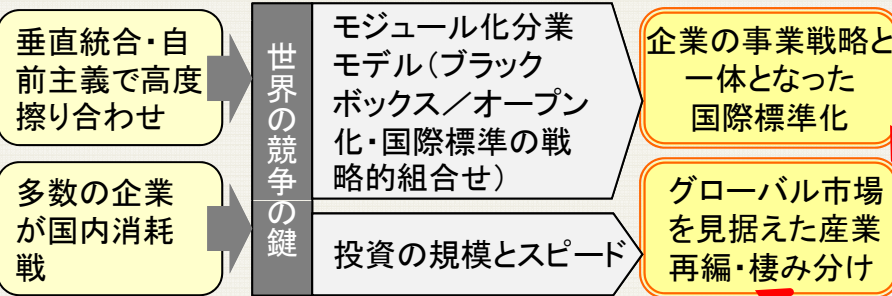 垂直統合・自
前主義で高度
擦り合わせ
多数の企業
が国内消耗
戦
世界の競争の鍵
モジュール化分業
モデル（ブラック
ボックス／オープン
化・国際標準の戦
略的組合せ）
投資の規模とスピード
企業の事業戦略と
一体となった
国際標準化
グローバル市場
を見据えた産業
再編・棲み分け